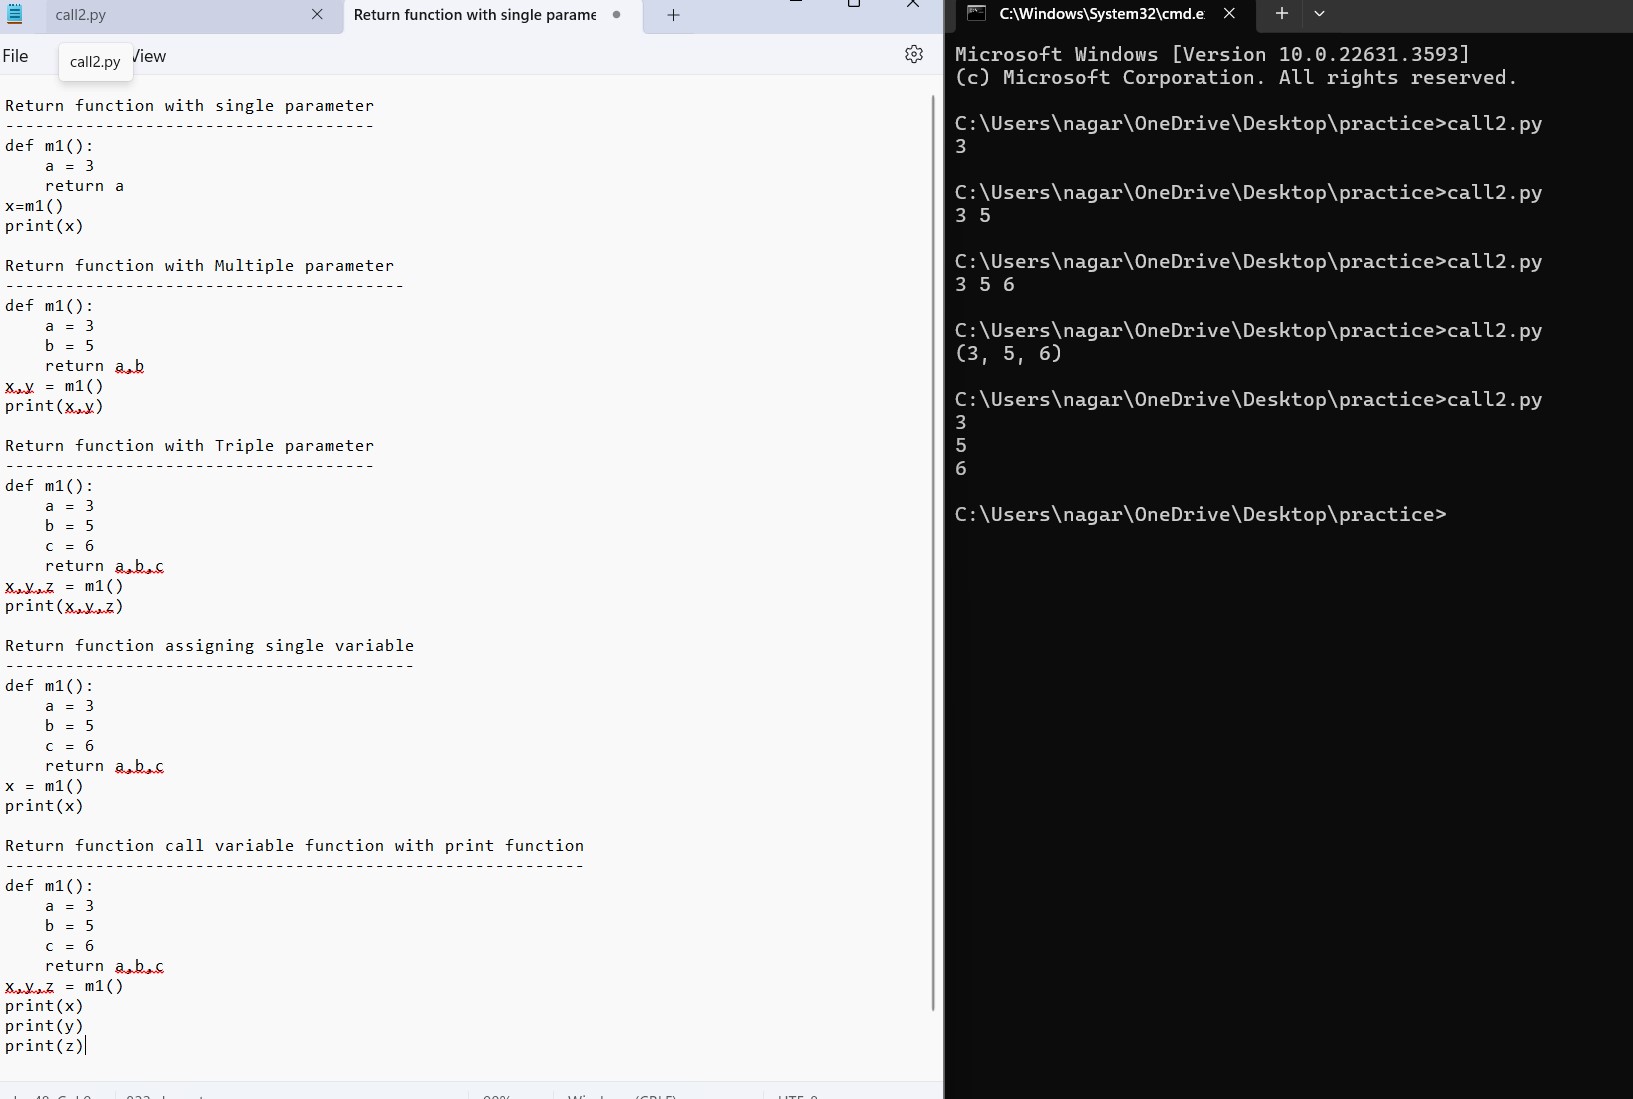 call2.py
Return function with single parame
File
View
call2.py
Return function with single parameter
-------------------------------------
def m1():
    a = 3
    return a
x=m1()
print(x)
Return function with Multiple parameter
----------------------------------------
def m1():
    a = 3
    b = 5
    return a,b
x,y = m1()
print(x,y)
Return function with Triple parameter
-------------------------------------
def m1():
    a = 3
    b = 5
    c = 6
    return a,b,c
x,y,z = m1()
print(x,y,z)
Return function assigning single variable
-----------------------------------------
def m1():
    a = 3
    b = 5
    c = 6
    return a,b,c
x = m1()
print(x)
Return function call variable function with print function
----------------------------------------------------------
def m1():
    a = 3
    b = 5
    c = 6
    return a,b,c
x,y,z = m1()
print(x)
print(y)
print(z)
C:\Windows\System32\cmd.e
Microsoft Windows [Version 10.0.22631.3593]
(c) Microsoft Corporation. All rights reserved.
C:\Users\nagar\OneDrive\Desktop\practice>call2.py
3
C:\Users\nagar\OneDrive\Desktop\practice>call2.py
3 5
C:\Users\nagar\OneDrive\Desktop\practice>call2.py
3 5 6
C:\Users\nagar\OneDrive\Desktop\practice>call2.py
(3, 5, 6)
C:\Users\nagar\OneDrive\Desktop\practice>call2.py
3
5
6
C:\Users\nagar\OneDrive\Desktop\practice>